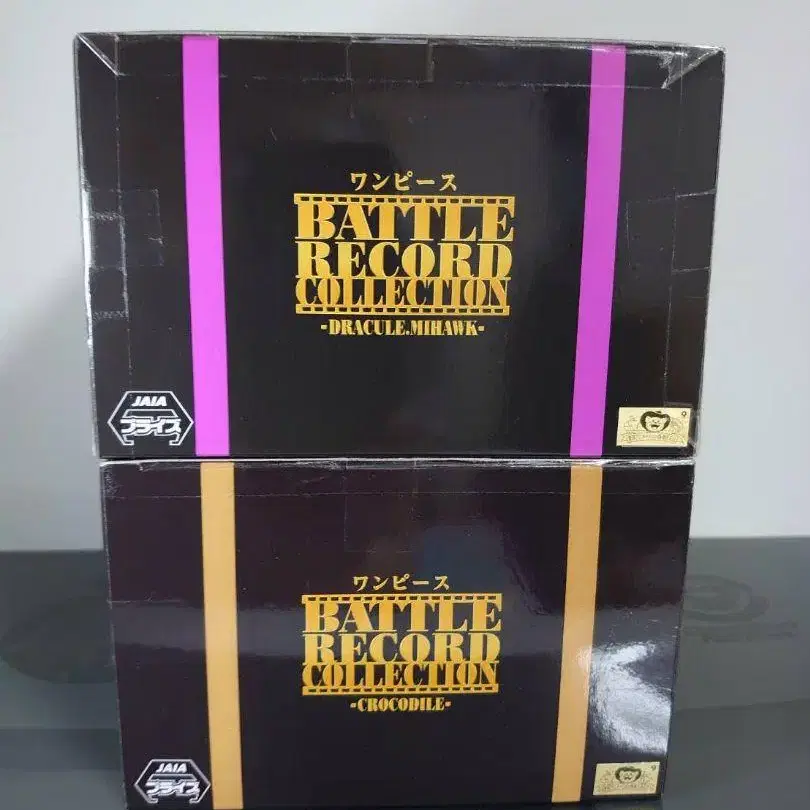 ワンピース
BATTLE
RECORD
COLLECTION
-DRACULE.MIHAWK-
JAIA
プライズ
ワンピース
BATTLE
RECORD
COLLECTION
-CROCODILE-
JAIA
プライズ